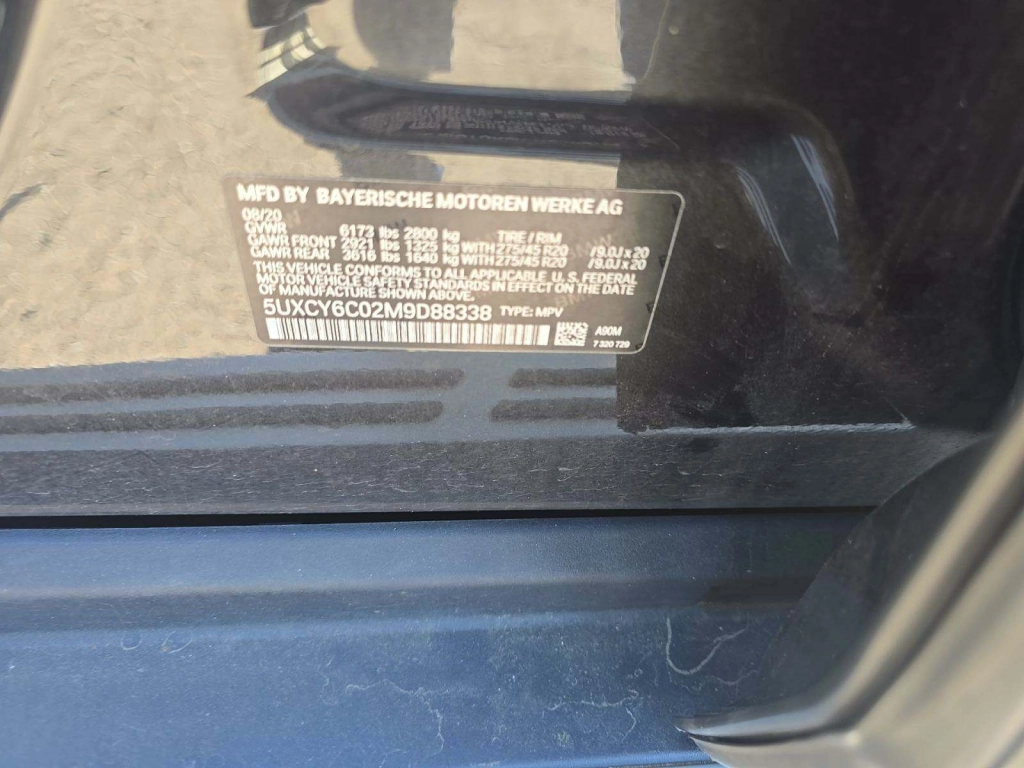 MFD BY BAYERISCHE MOTOREN WERKE AG
08/20
GVWR 6173 lbs 2800 kg TIRE / RIM
GAWR FRONT 2921 lbs 1325 kg WITH 275/45 R20 /9.0J x 20
GAWR REAR 3616 lbs 1640 kg WITH 275/45 R20 /9.0J x 20
THIS VEHICLE CONFORMS TO ALL APPLICABLE U. S. FEDERAL
MOTOR VEHICLE SAFETY STANDARDS IN EFFECT ON THE DATE
OF MANUFACTURE SHOWN ABOVE.
5UXCY6C02M9D88338 TYPE: MPV
A90M
7 320 729